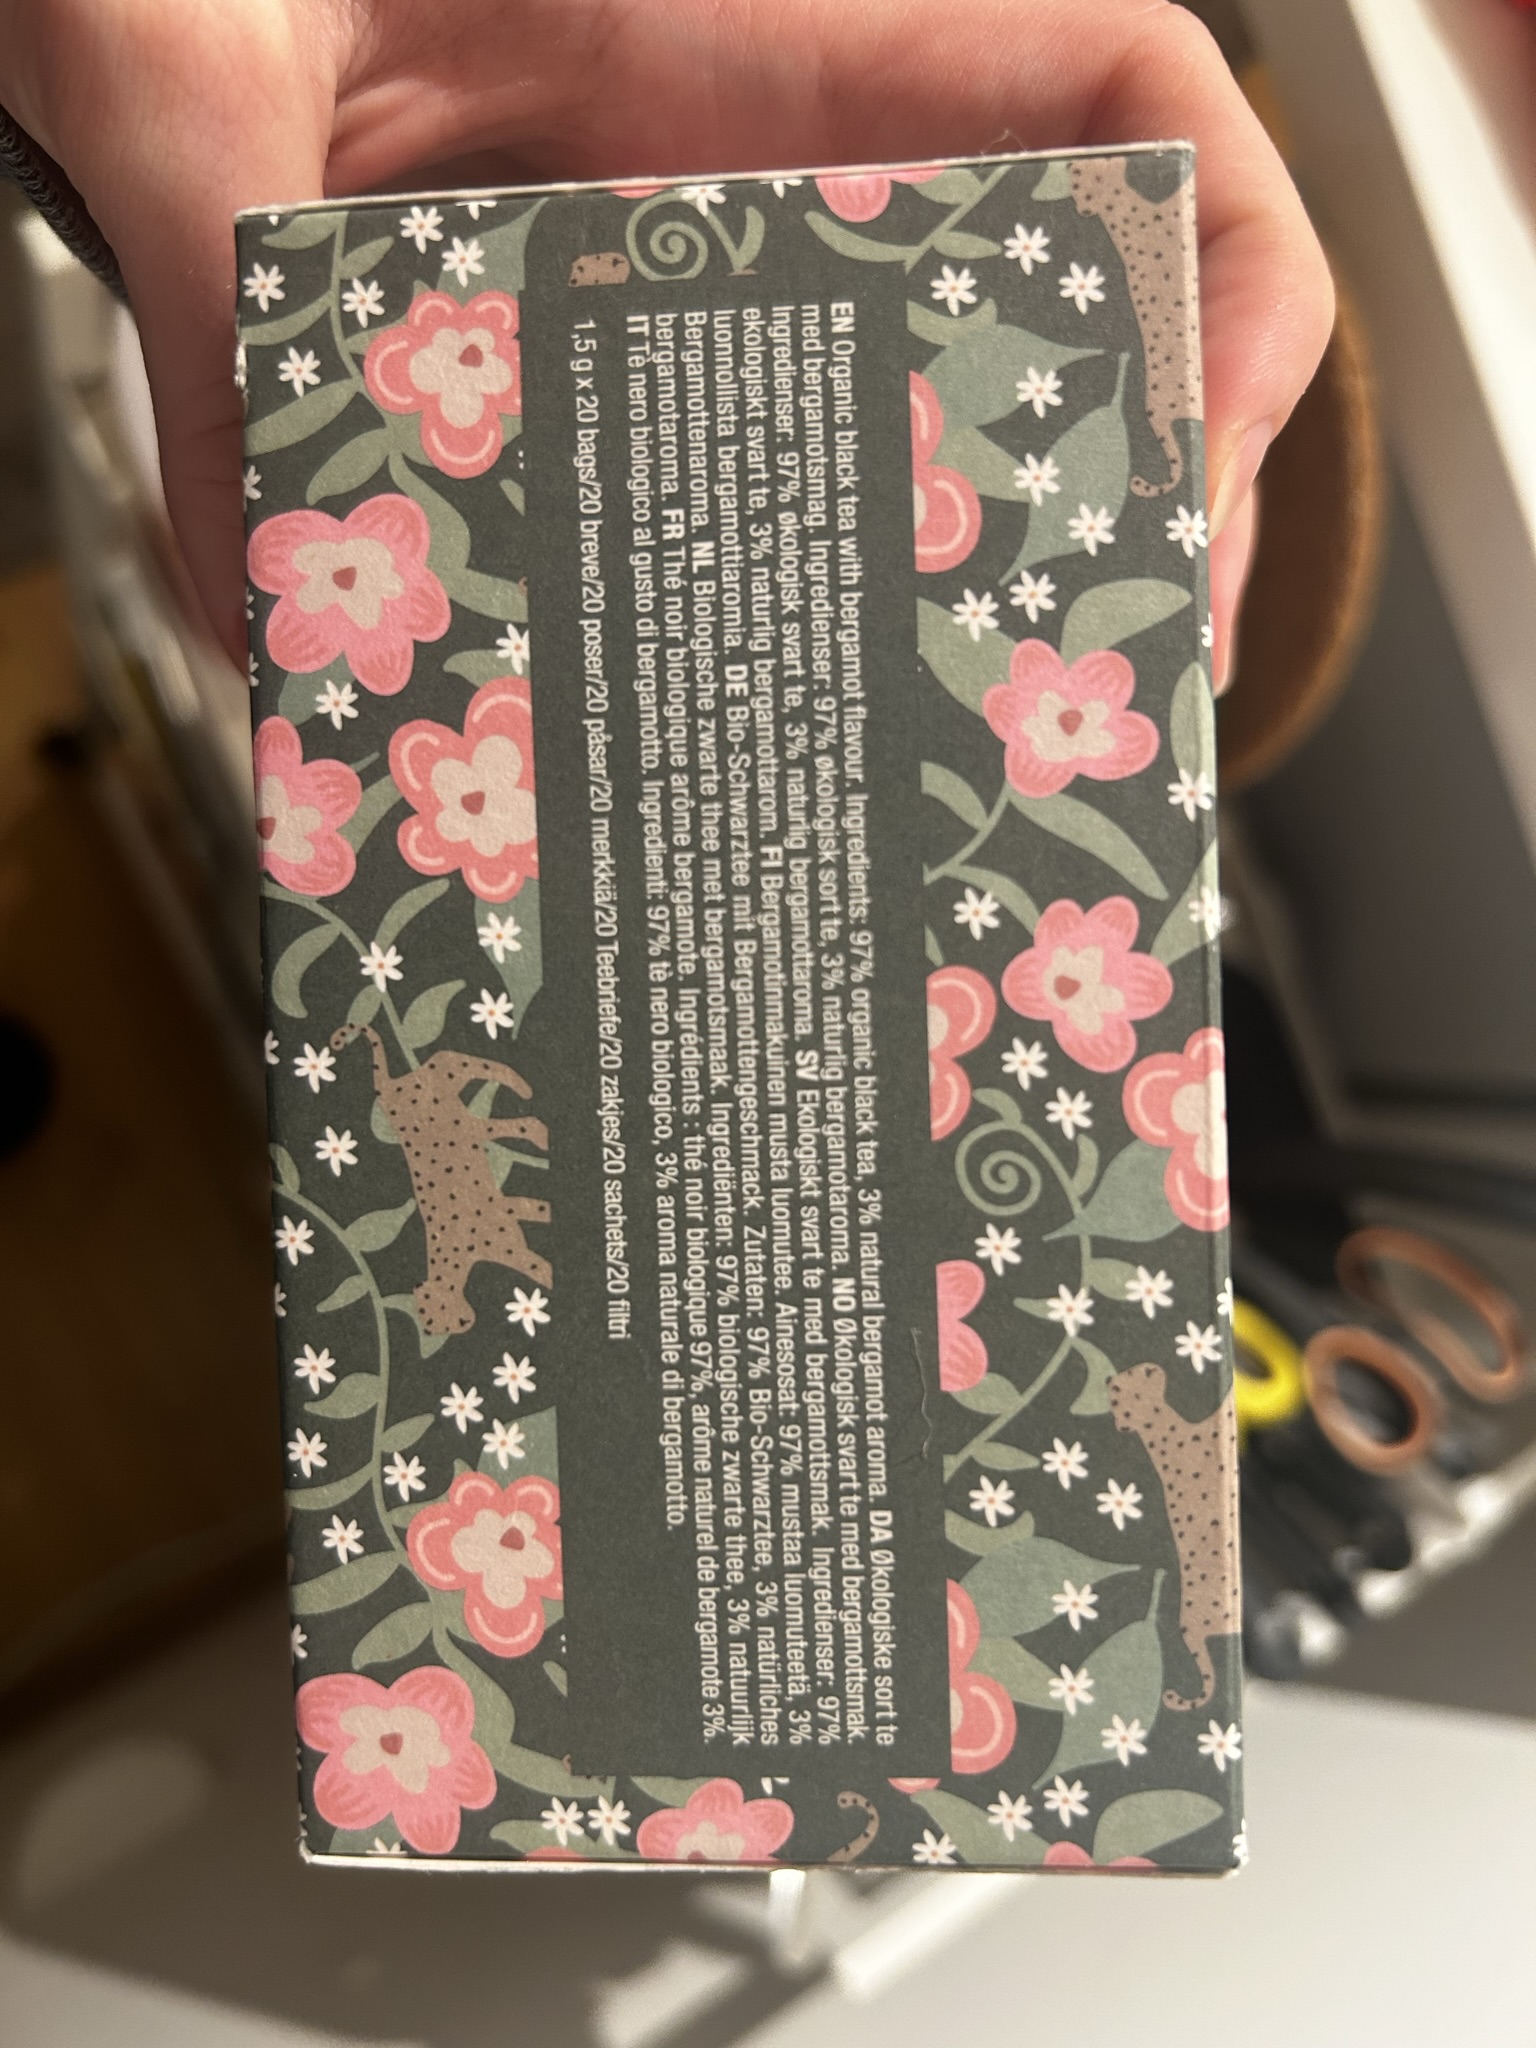 EN Organic black tea with bergamot flavour. Ingredients: 97% organic black tea, 3% natural bergamot aroma. DA Økologiske sort te
med bergamotsmag. Ingredienser: 97% økologisk sort te, 3% naturlig bergamotaroma. NO Økologisk svart te med bergamottsmak.
Ingredienser: 97% økologisk svart te, 3% naturlig bergamottaroma. SV Ekologiskt svart te med bergamottsmak. Ingredienser: 97%
ekologiskt svart te, 3% naturlig bergamottarom. FI Bergamotinmakuinen musta luomutee. Ainesosat: 97% mustaa luomuteetä, 3%
luonnollista bergamottiaromia. DE Bio-Schwarztee mit Bergamottengeschmack. Zutaten: 97% Bio-Schwarztee, 3% natürliches
Bergamottenaroma. NL Biologische zwarte thee met bergamotsmaak. Ingrediënten: 97% biologische zwarte thee, 3% natuurlijk
bergamotaroma. FR Thé noir biologique arôme bergamote. Ingrédients : thé noir biologique 97%, arôme naturel de bergamote 3%.
IT Tè nero biologico al gusto di bergamotto. Ingredienti: 97% tè nero biologico, 3% aroma naturale di bergamotto.
1,5 g x 20 bags/20 breve/20 poser/20 påsar/20 merkkiä/20 Teebriefe/20 zakjes/20 sachets/20 filtri